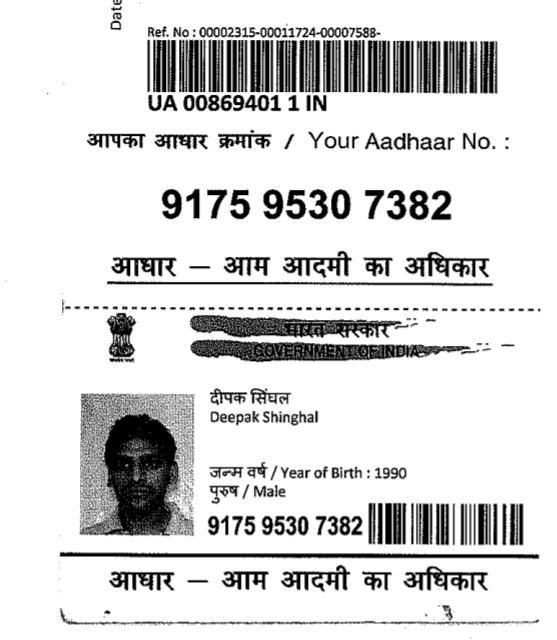 Date
Ref. No : 00002315-00011724-00007588-
UA 00869401 1 IN
आपका आधार क्रमांक / Your Aadhaar No. :
9175 9530 7382
आधार — आम आदमी का अधिकार
भारत सरकार
GOVERNMENT OF INDIA
दीपक सिंघल
Deepak Shinghal
जन्म वर्ष / Year of Birth : 1990
पुरुष / Male
9175 9530 7382
आधार — आम आदमी का अधिकार